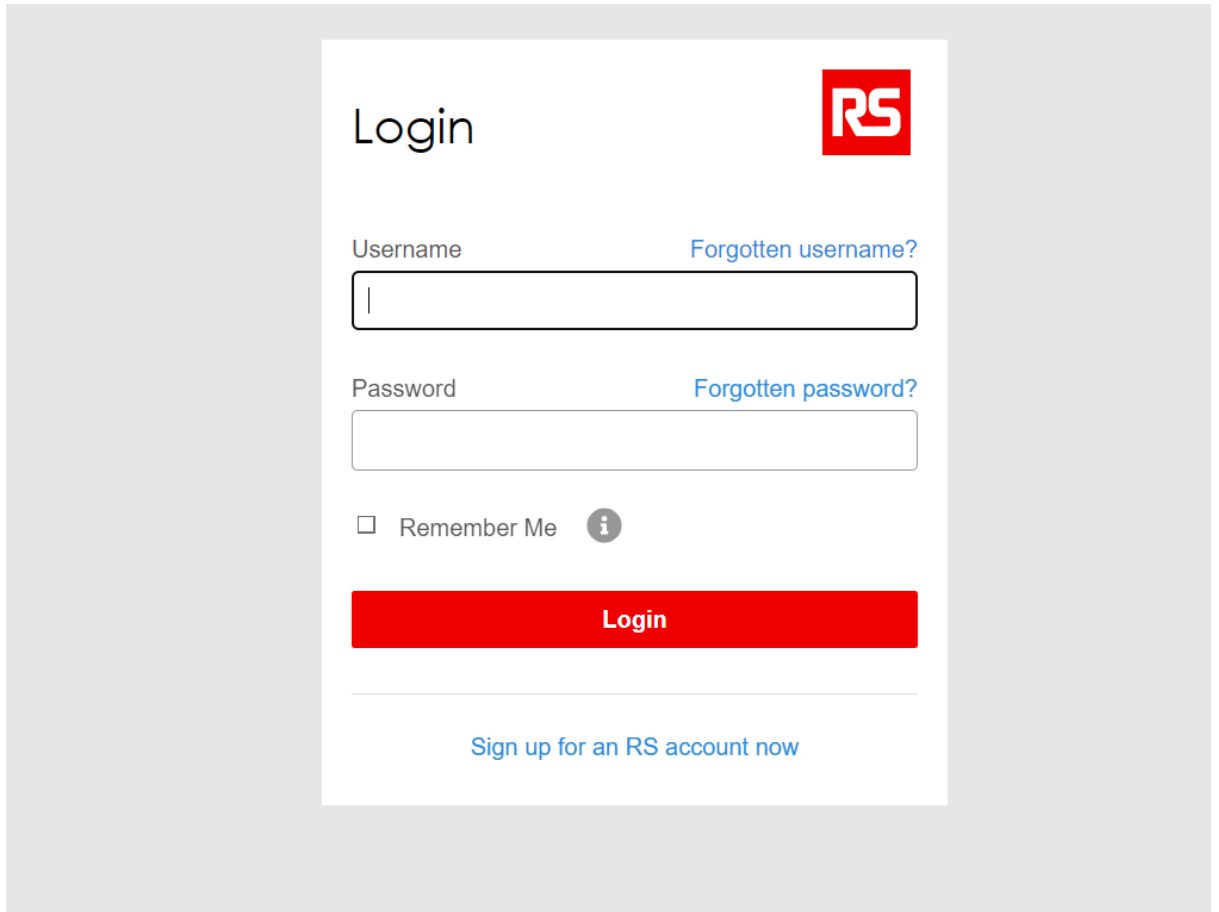 Login
RS
Username
Forgotten username?
Password
Forgotten password?
Remember Me
Login
Sign up for an RS account now